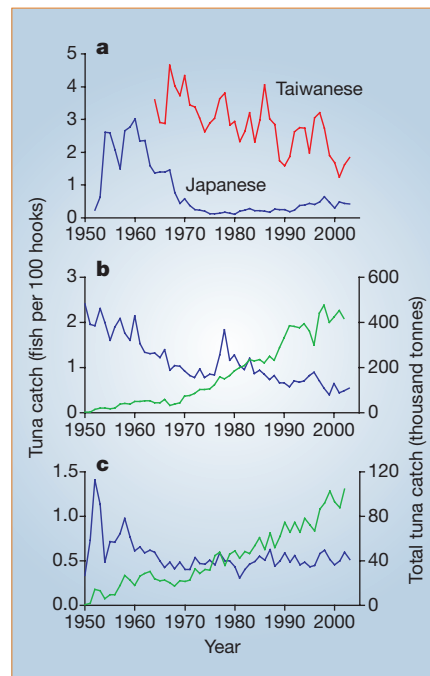 a
5
4
3
2
1
0
Taiwanese
Japanese
1950 1960 1970 1980 1990 2000
b
3
2
1
0
600
400
200
0
1950 1960 1970 1980 1990 2000
c
1.5
1.0
0.5
0.0
120
80
40
0
1950 1960 1970 1980 1990 2000
Year
Tuna catch (fish per 100 hooks)
Total tuna catch (thousand tonnes)